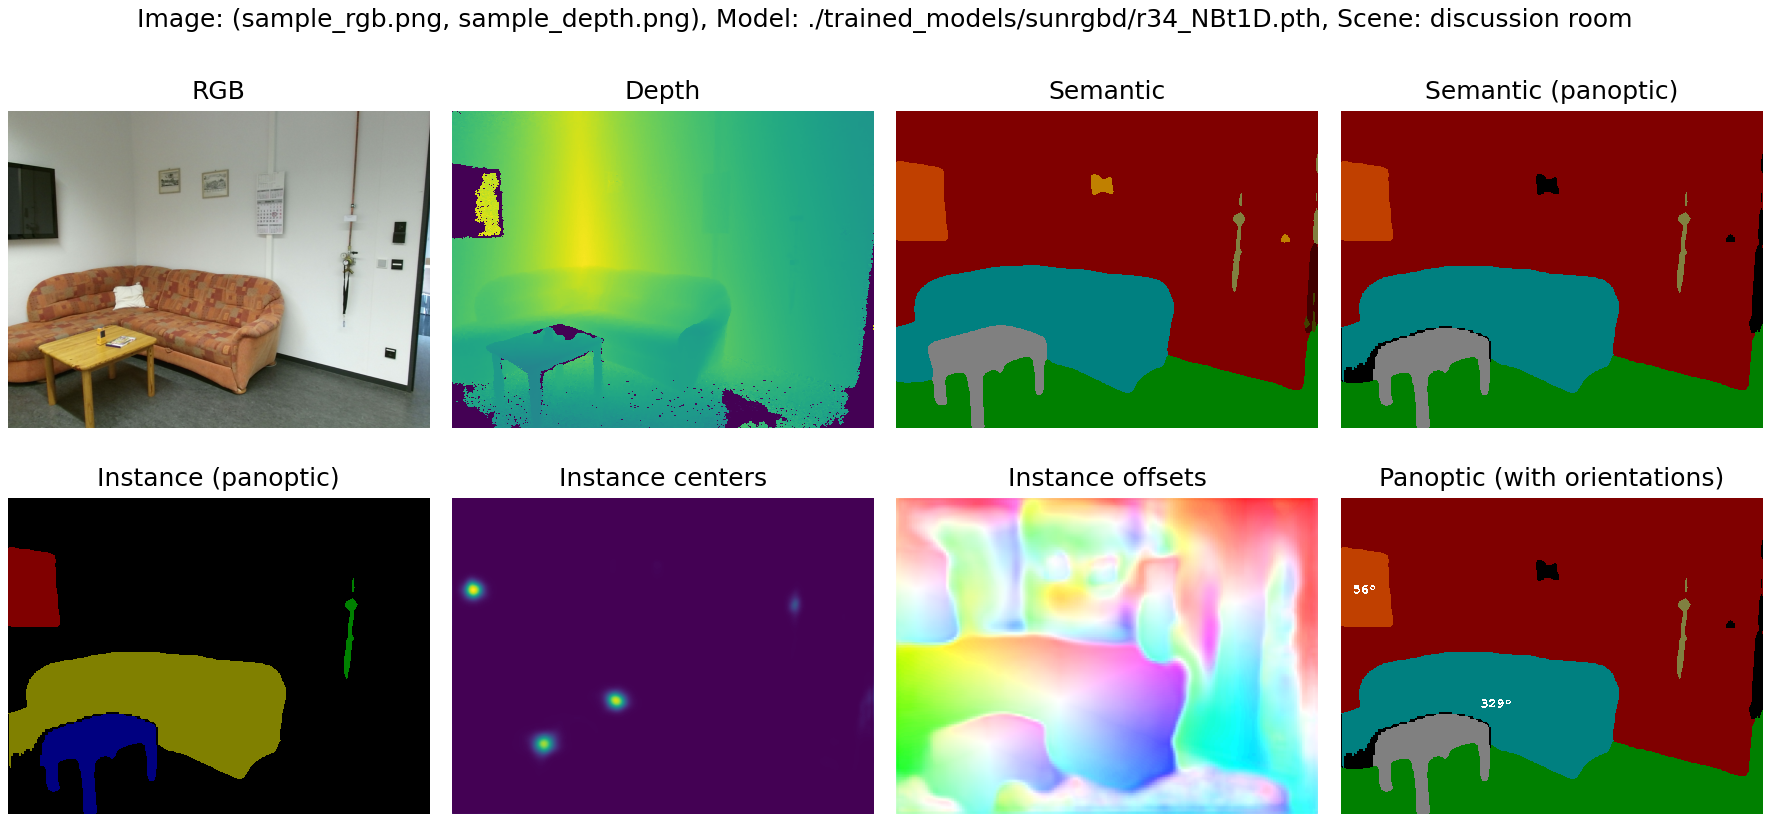 Image: (sample_rgb.png, sample_depth.png), Model: ./trained_models/sunrgbd/r34_NBt1D.pth, Scene: discussion room
RGB
Depth
Semantic
Semantic (panoptic)
Instance (panoptic)
Instance centers
Instance offsets
Panoptic (with orientations)
56°
329°